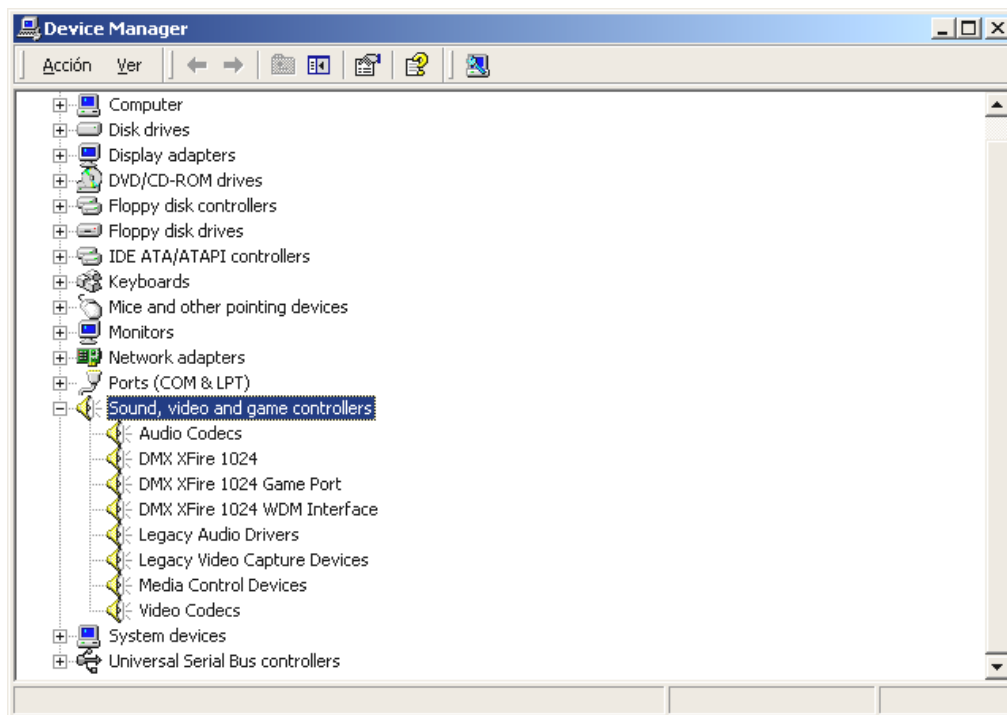 Device Manager
Acción Ver
Computer
Disk drives
Display adapters
DVD/CD-ROM drives
Floppy disk controllers
Floppy disk drives
IDE ATA/ATAPI controllers
Keyboards
Mice and other pointing devices
Monitors
Network adapters
Ports (COM & LPT)
Sound, video and game controllers
Audio Codecs
DMX XFire 1024
DMX XFire 1024 Game Port
DMX XFire 1024 WDM Interface
Legacy Audio Drivers
Legacy Video Capture Devices
Media Control Devices
Video Codecs
System devices
Universal Serial Bus controllers